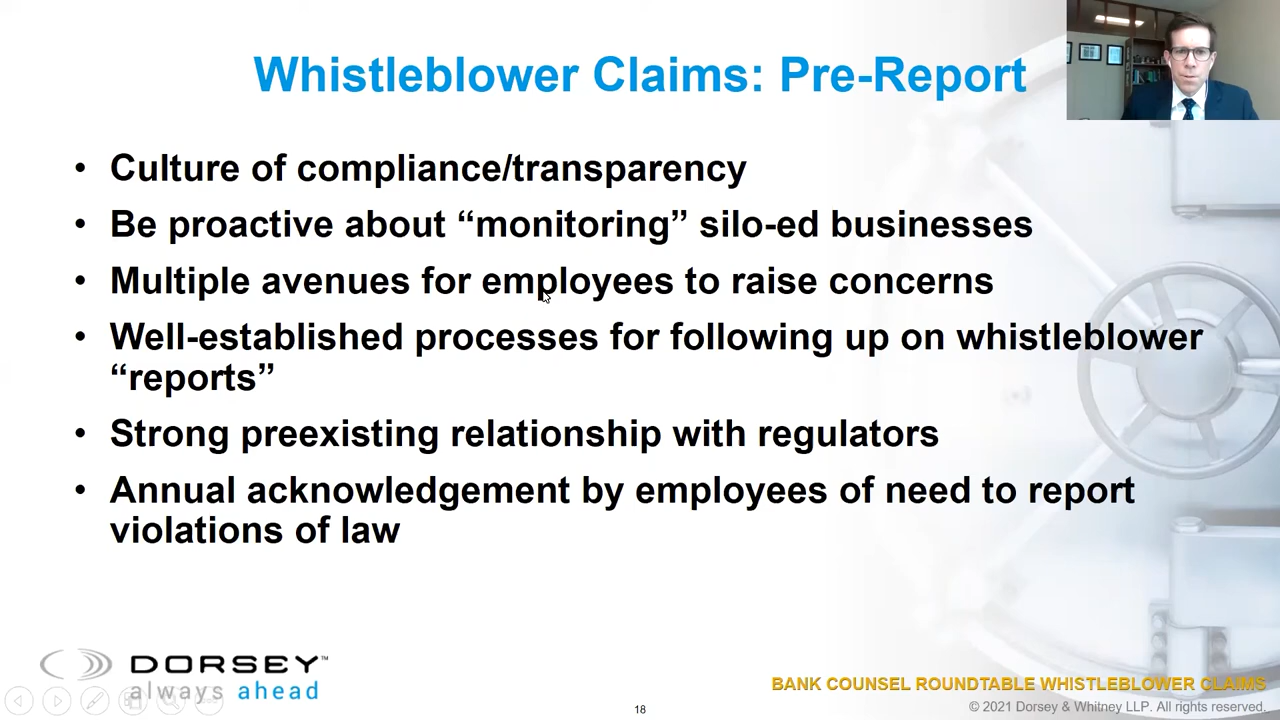 Whistleblower Claims: Pre-Report
• Culture of compliance/transparency
• Be proactive about “monitoring” silo-ed businesses
• Multiple avenues for employees to raise concerns
• Well-established processes for following up on whistleblower
“reports”
• Strong preexisting relationship with regulators
• Annual acknowledgement by employees of need to report
violations of law
DORSEY™
always ahead
BANK COUNSEL ROUNDTABLE WHISTLEBLOWER CLAIMS
© 2021 Dorsey & Whitney LLP. All rights reserved.
18